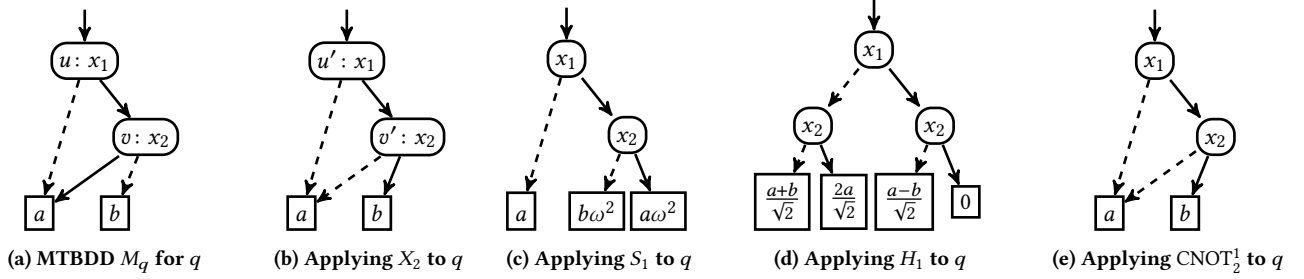 u: x₁
v: x₂
a
b
(a) MTBDD M_q for q
u′: x₁
v′: x₂
a
b
(b) Applying X₂ to q
x₁
x₂
a
bω²
aω²
(c) Applying S₁ to q
x₁
x₂
x₂
a+b/√2
2a/√2
a−b/√2
0
(d) Applying H₁ to q
x₁
x₂
a
b
(e) Applying CNOT¹₂ to q